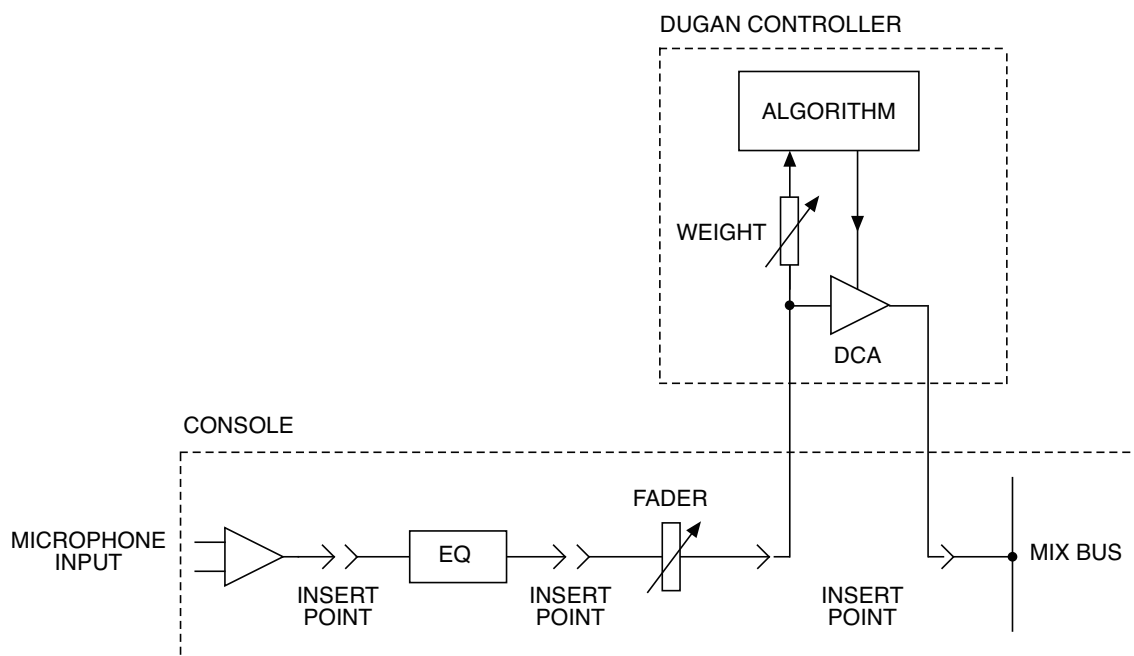 DUGAN CONTROLLER
ALGORITHM
WEIGHT
DCA
CONSOLE
FADER
MICROPHONE
INPUT
EQ
MIX BUS
INSERT
POINT
INSERT
POINT
INSERT
POINT